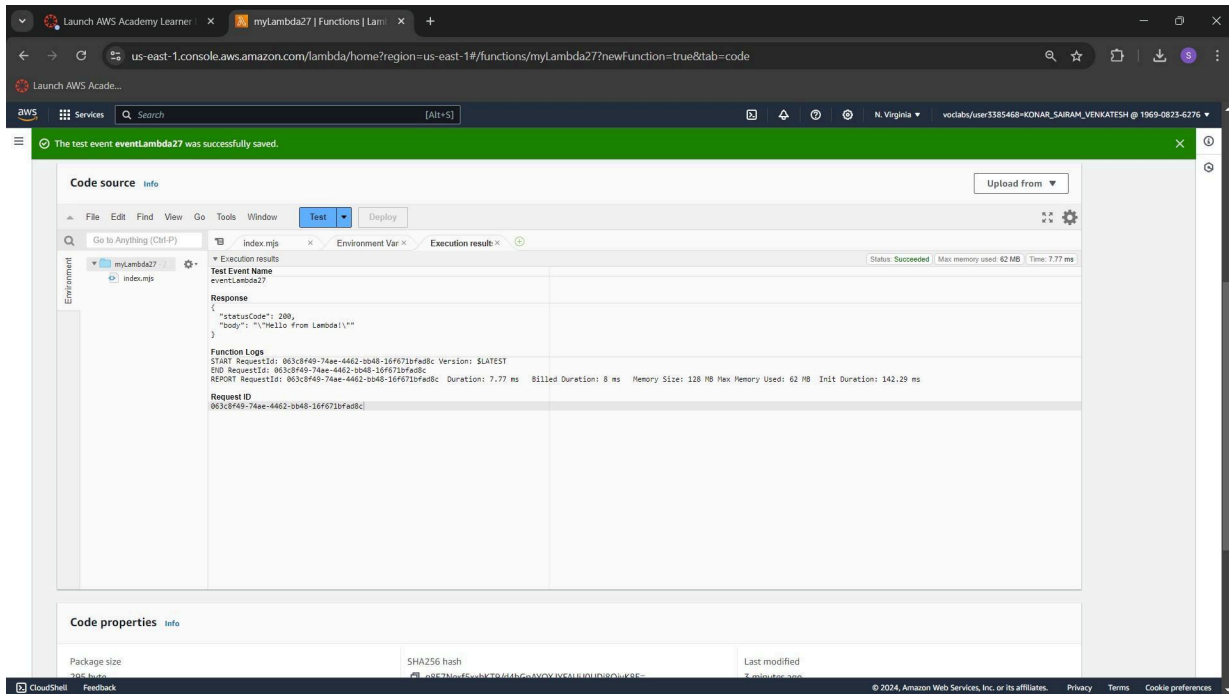 Launch AWS Academy Learner
myLambda27 | Functions | Lam
us-east-1.console.aws.amazon.com/lambda/home?region=us-east-1#/functions/myLambda27?newFunction=true&tab=code
S
Launch AWS Acade...
aws
Services
Search
[Alt+S]
N. Virginia
voclabs/user3385468=KONAR_SAIRAM_VENKATESH @ 1969-0823-6276
The test event eventLambda27 was successfully saved.
Code source Info
Upload from
File Edit Find View Go Tools Window
Test
Deploy
Go to Anything (Ctrl-P)
index.mjs
Environment Var
Execution result
Environment
myLambda27 - /
index.mjs
Execution results
Status: Succeeded Max memory used: 62 MB Time: 7.77 ms
Test Event Name
eventLambda27
Response
{
"statusCode": 200,
"body": "\"Hello from Lambda!\""
}
Function Logs
START RequestId: 063c8f49-74ae-4462-bb48-16f671bfad8c Version: $LATEST
END RequestId: 063c8f49-74ae-4462-bb48-16f671bfad8c
REPORT RequestId: 063c8f49-74ae-4462-bb48-16f671bfad8c Duration: 7.77 ms Billed Duration: 8 ms Memory Size: 128 MB Max Memory Used: 62 MB Init Duration: 142.29 ms
Request ID
063c8f49-74ae-4462-bb48-16f671bfad8c
Code properties Info
Package size
SHA256 hash
Last modified
295 byte
3 minutes ago
CloudShell Feedback
© 2024, Amazon Web Services, Inc. or its affiliates. Privacy Terms Cookie preferences